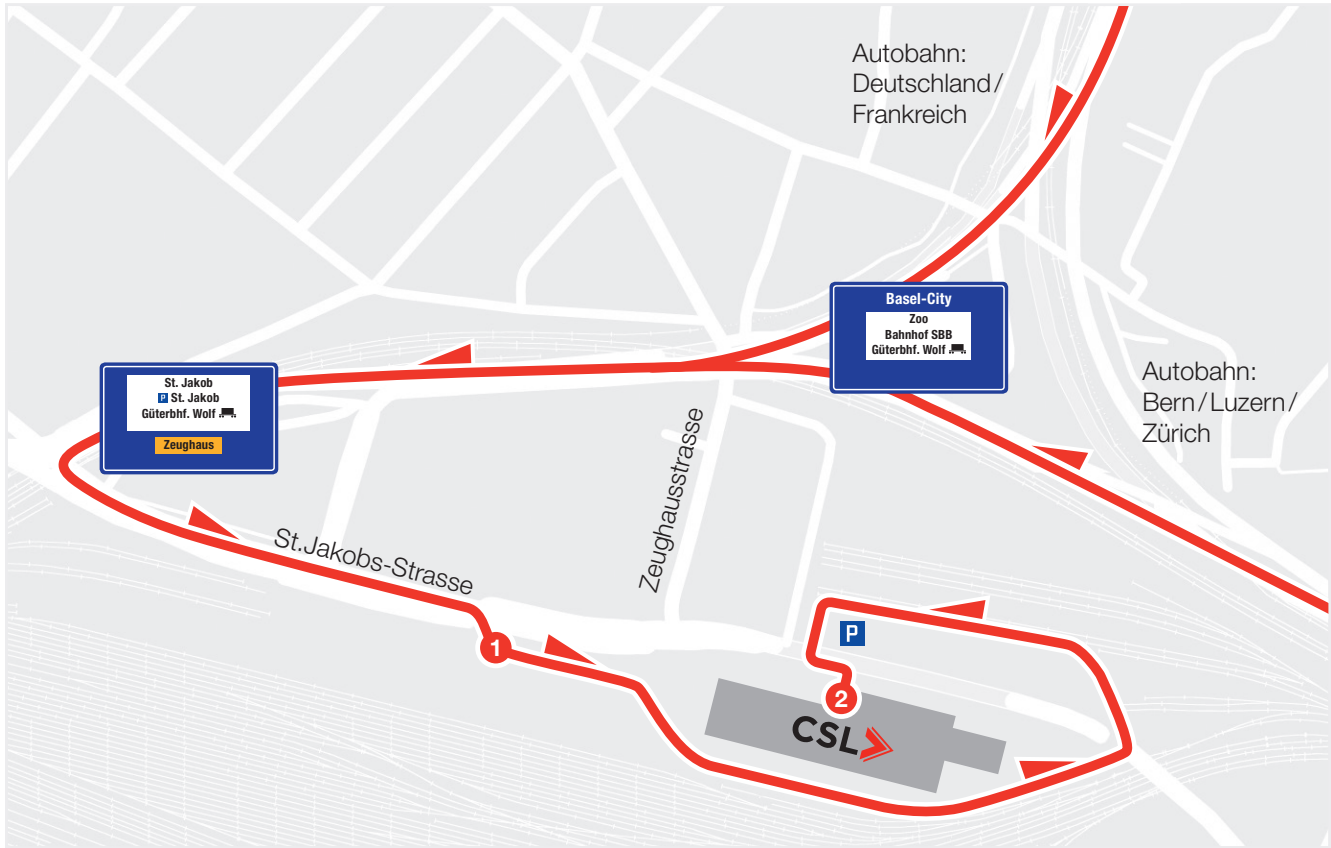 Autobahn:
Deutschland/
Frankreich
Basel-City
Zoo
Bahnhof SBB
Güterbhf. Wolf
Autobahn:
Bern/Luzern/
Zürich
St. Jakob
P St. Jakob
Güterbhf. Wolf
Zeughaus
Zeughausstrasse
St.Jakobs-Strasse
1
P
2
CSL